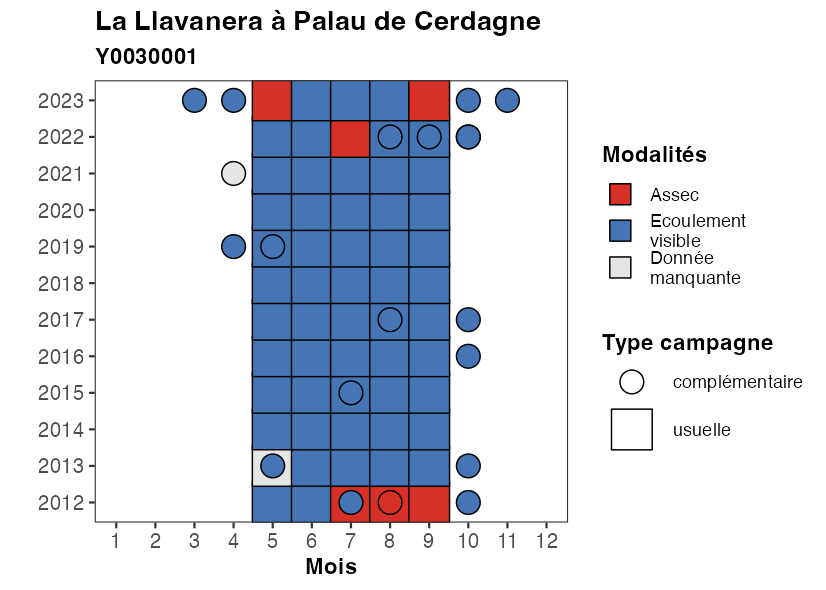 La Llavanera à Palau de Cerdagne
Y0030001
2023
2022
2021
2020
2019
2018
2017
2016
2015
2014
2013
2012
1 2 3 4 5 6 7 8 9 10 11 12
Mois
Modalités
Assec
Ecoulement
visible
Donnée
manquante
Type campagne
complémentaire
usuelle